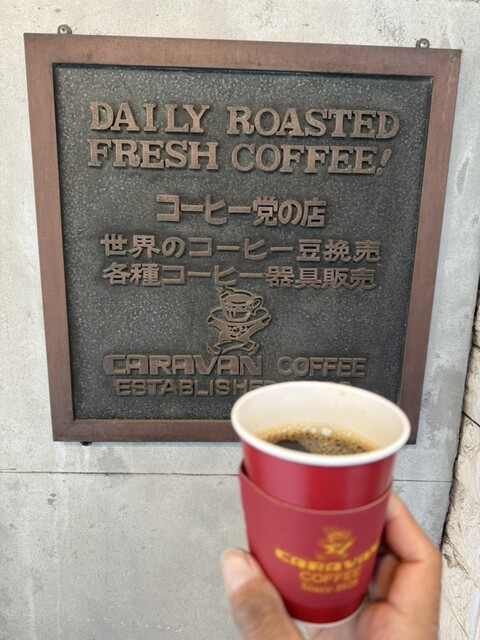 DAILY ROASTED
FRESH COFFEE!
コーヒー党の店
世界のコーヒー豆挽売
各種コーヒー器具販売
CARAVAN COFFEE
CARAVAN
COFFEE
Since